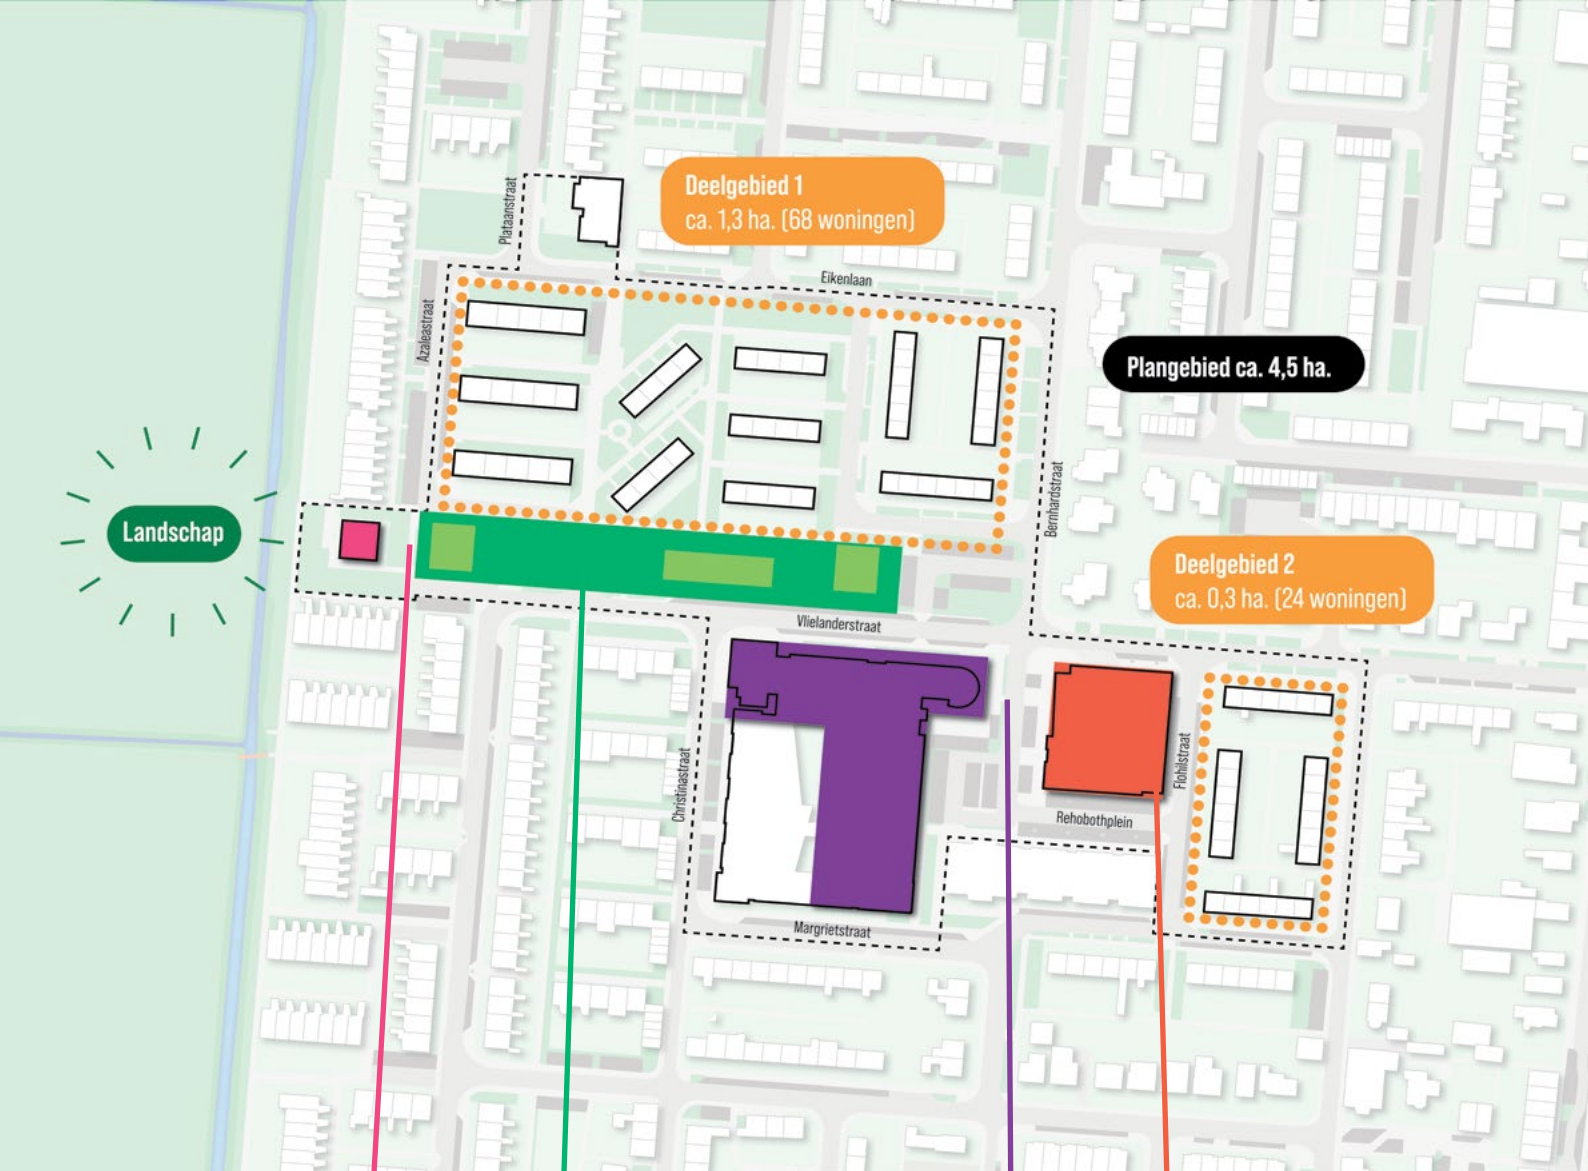 Deelgebied 1
ca. 1,3 ha. (68 woningen)
Plataanstraat
Eikenlaan
Azaleastraat
Plangebied ca. 4,5 ha.
Bernhardstraat
Landschap
Deelgebied 2
ca. 0,3 ha. (24 woningen)
Vlielanderstraat
Christinastraat
Flohilstraat
Rehobothplein
Margrietstraat